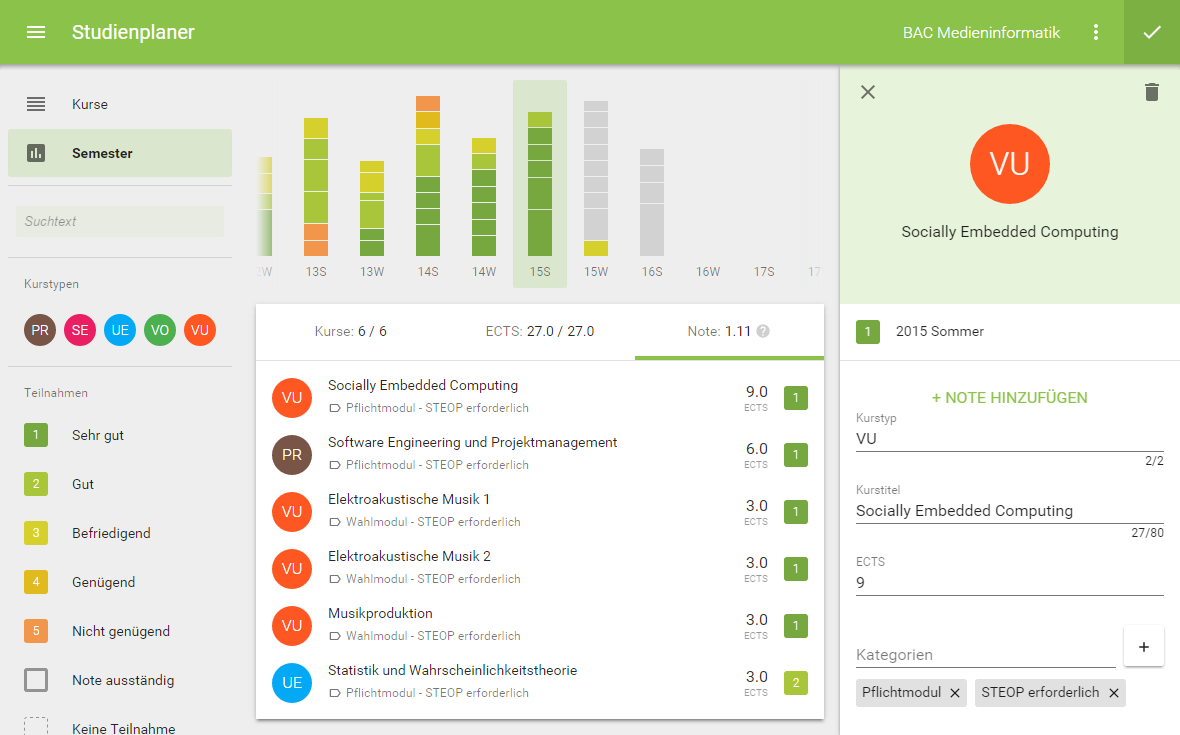 Studienplaner
BAC Medieninformatik
Kurse
Semester
Suchtext
Kurstypen
PR SE UE VO VU
Teilnahmen
1 Sehr gut
2 Gut
3 Befriedigend
4 Genügend
5 Nicht genügend
Note ausständig
Keine Teilnahme
13S 13W 14S 14W 15S 15W 16S 16W 17S
Kurse: 6 / 6
ECTS: 27.0 / 27.0
Note: 1.11 ?
VU Socially Embedded Computing 9.0 1
Pflichtmodul - STEOP erforderlich ECTS
PR Software Engineering und Projektmanagement 6.0 1
Pflichtmodul - STEOP erforderlich ECTS
VU Elektroakustische Musik 1 3.0 1
Wahlmodul - STEOP erforderlich ECTS
VU Elektroakustische Musik 2 3.0 1
Wahlmodul - STEOP erforderlich ECTS
VU Musikproduktion 3.0 1
Wahlmodul - STEOP erforderlich ECTS
UE Statistik und Wahrscheinlichkeitstheorie 3.0 2
Pflichtmodul - STEOP erforderlich ECTS
VU
Socially Embedded Computing
1 2015 Sommer
+ NOTE HINZUFÜGEN
Kurstyp
VU
2/2
Kurstitel
Socially Embedded Computing
27/80
ECTS
9
Kategorien
+
Pflichtmodul
STEOP erforderlich